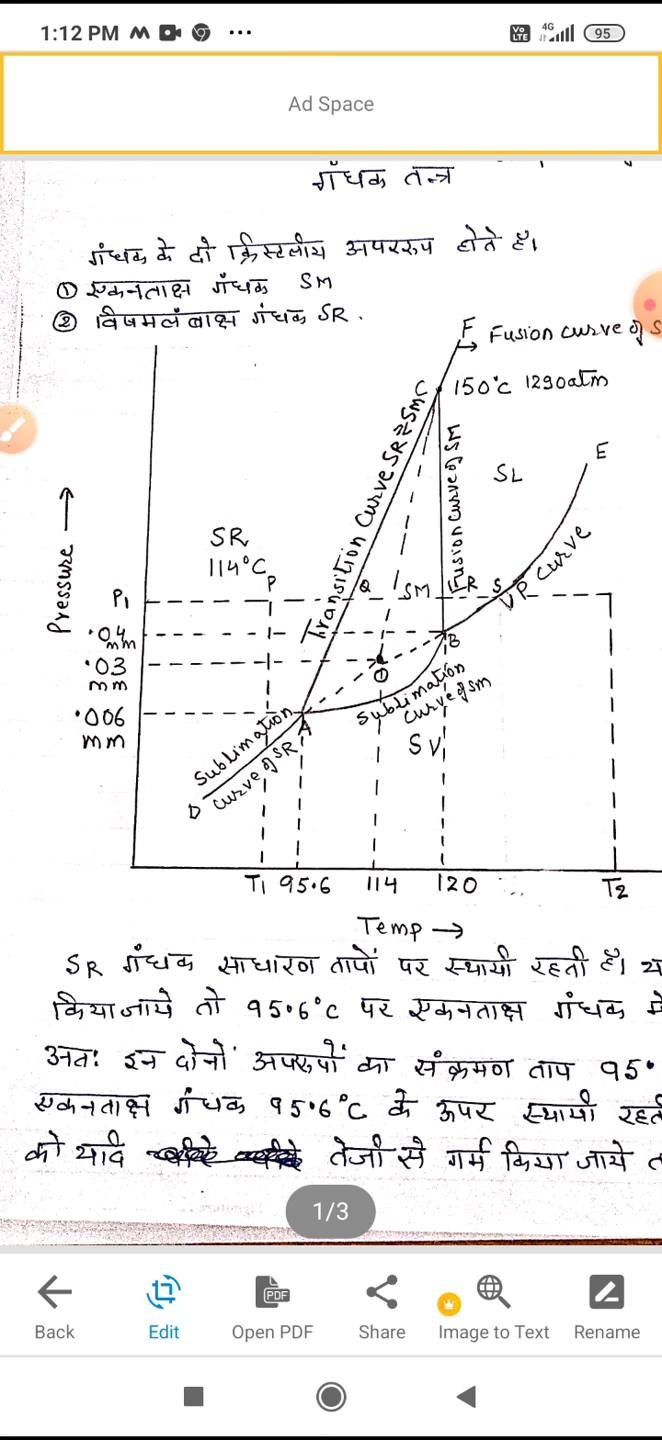 1:12 PM
VO LTE 4G 95
Ad Space
गंधक तन्त्र
गंधक के दो क्रिस्टलीय अपररूप होते है।
① एकनताक्ष गंधक SM
② विषमलंबाक्ष गंधक SR.
F Fusion curve of S
C 150°C 1290atm
Transition Curve SR⇌SM
Fusion curve of SM
SL
E
SR
114°C
P
Q
SM
R
S
VP curve
Pressure →
P1
.04 mm
.03 mm
.006 mm
B
O
A
Sublimation curve of SM
Sublimation curve of SR
D
SV
T1 95.6 114 120 T2
Temp →
SR गंधक साधारण तापों पर स्थायी रहती है। य
किया जाये तो 95.6°C पर एकनताक्ष गंधक मे
अतः इन दोनों अपरुपों का संक्रमण ताप 95.
एकनताक्ष गंधक 95.6°C के ऊपर स्थायी रहत
को यदि तेजी से गर्म किया जाये त
1/3
Back
Edit
PDF
Open PDF
Share
Image to Text
Rename